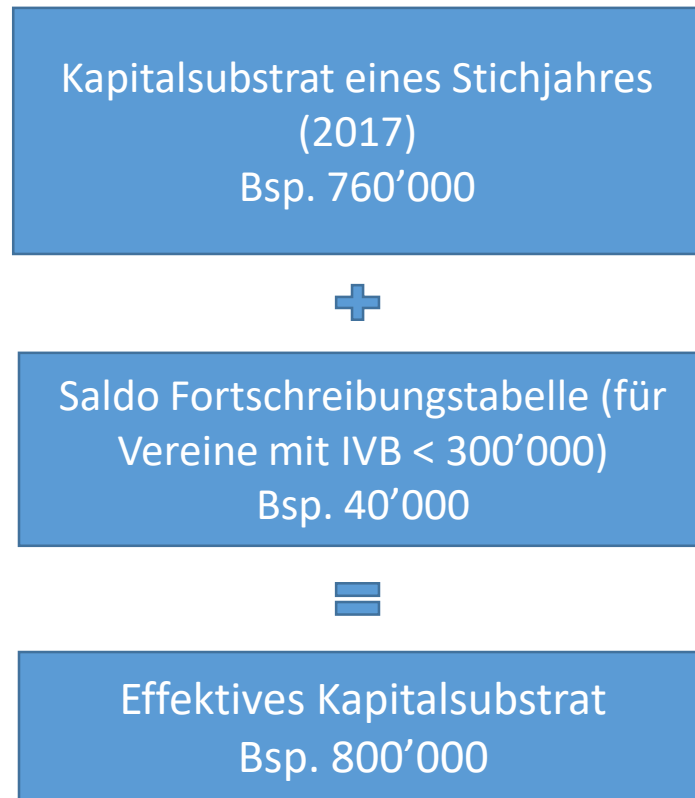 Kapitalsubstrat eines Stichjahres
(2017)
Bsp. 760’000
Saldo Fortschreibungstabelle (für
Vereine mit IVB < 300’000)
Bsp. 40’000
Effektives Kapitalsubstrat
Bsp. 800’000